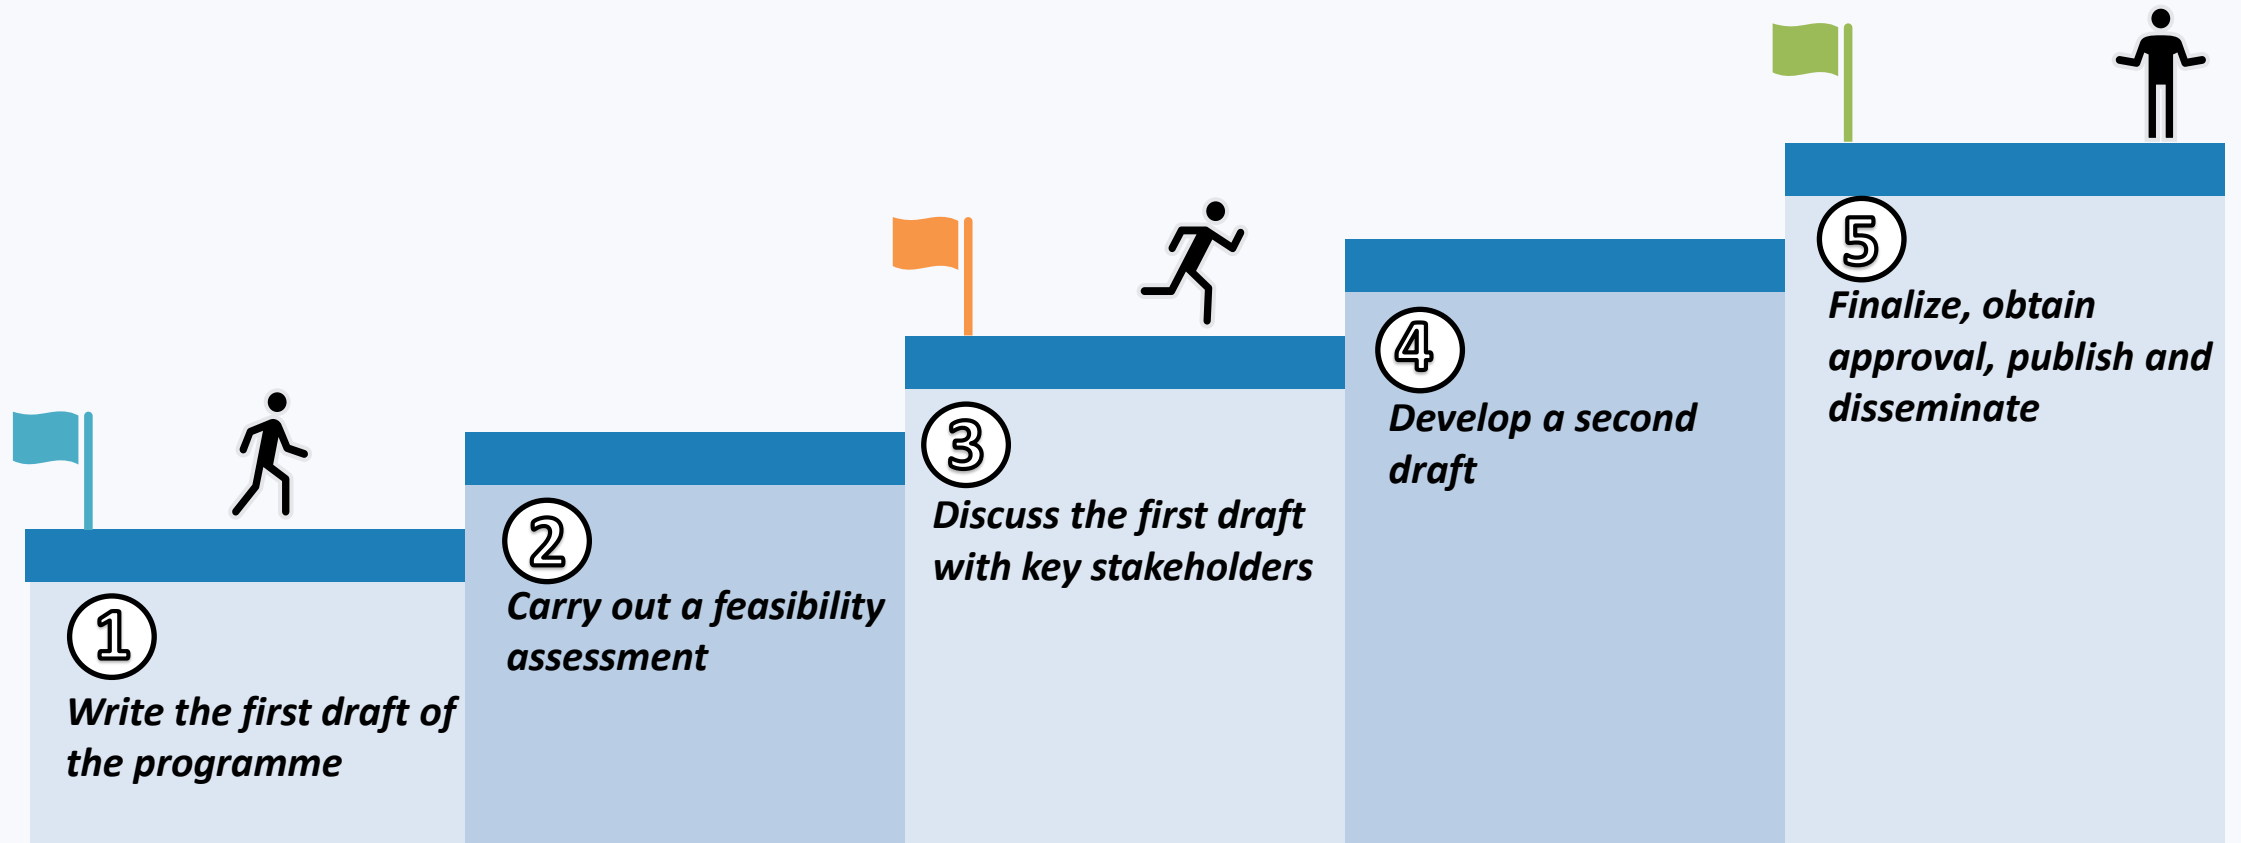 1
Write the first draft of
the programme
2
Carry out a feasibility
assessment
3
Discuss the first draft
with key stakeholders
4
Develop a second
draft
5
Finalize, obtain
approval, publish and
disseminate